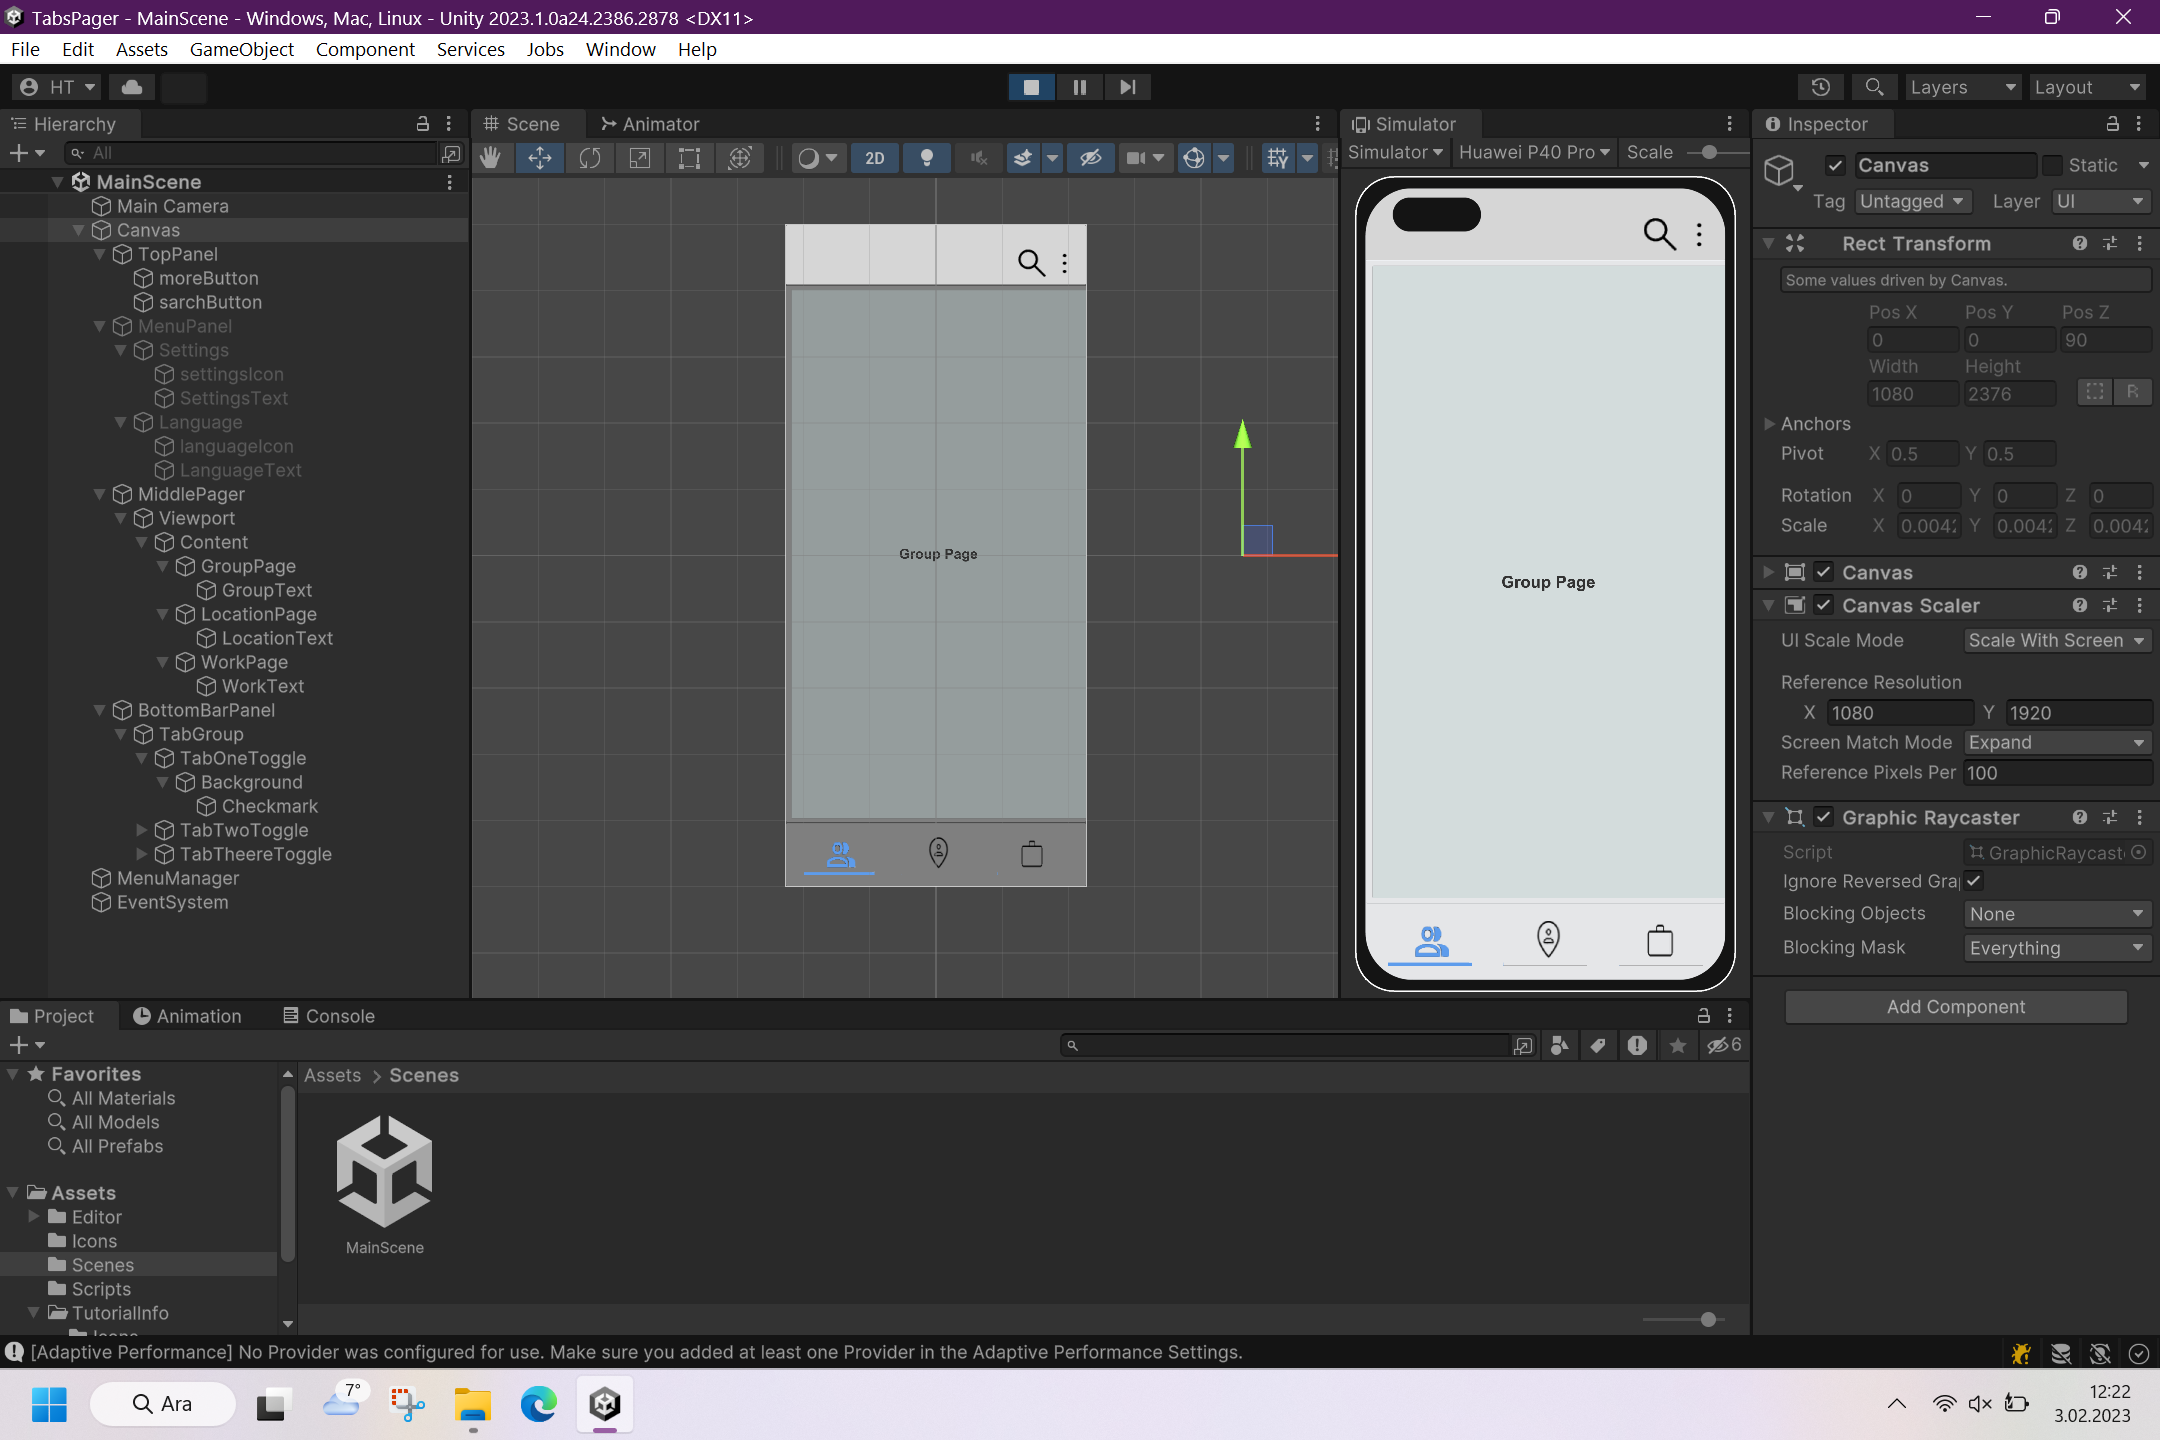 TabsPager - MainScene - Windows, Mac, Linux - Unity 2023.1.0a24.2386.2878 <DX11>
File Edit Assets GameObject Component Services Jobs Window Help
HT Layers Layout
Hierarchy
All
MainScene
Main Camera
Canvas
TopPanel
moreButton
sarchButton
MenuPanel
Settings
settingsIcon
SettingsText
Language
languageIcon
LanguageText
MiddlePager
Viewport
Content
GroupPage
GroupText
LocationPage
LocationText
WorkPage
WorkText
BottomBarPanel
TabGroup
TabOneToggle
Background
Checkmark
TabTwoToggle
TabTheereToggle
MenuManager
EventSystem
Scene Animator
2D
Group Page
Simulator
Simulator Huawei P40 Pro Scale
Group Page
Inspector
Canvas Static
Tag Untagged Layer UI
Rect Transform
Some values driven by Canvas.
Pos X Pos Y Pos Z
0 0 90
Width Height
1080 2376 R
Anchors
Pivot X 0.5 Y 0.5
Rotation X 0 Y 0 Z 0
Scale X 0.004 Y 0.004 Z 0.004
Canvas
Canvas Scaler
UI Scale Mode Scale With Screen
Reference Resolution
X 1080 Y 1920
Screen Match Mode Expand
Reference Pixels Per 100
Graphic Raycaster
Script GraphicRaycast
Ignore Reversed Gra
Blocking Objects None
Blocking Mask Everything
Add Component
Project Animation Console
6
Favorites
All Materials
All Models
All Prefabs
Assets
Editor
Icons
Scenes
Scripts
TutorialInfo
Assets > Scenes
MainScene
[Adaptive Performance] No Provider was configured for use. Make sure you added at least one Provider in the Adaptive Performance Settings.
Ara
7°
12:22
3.02.2023